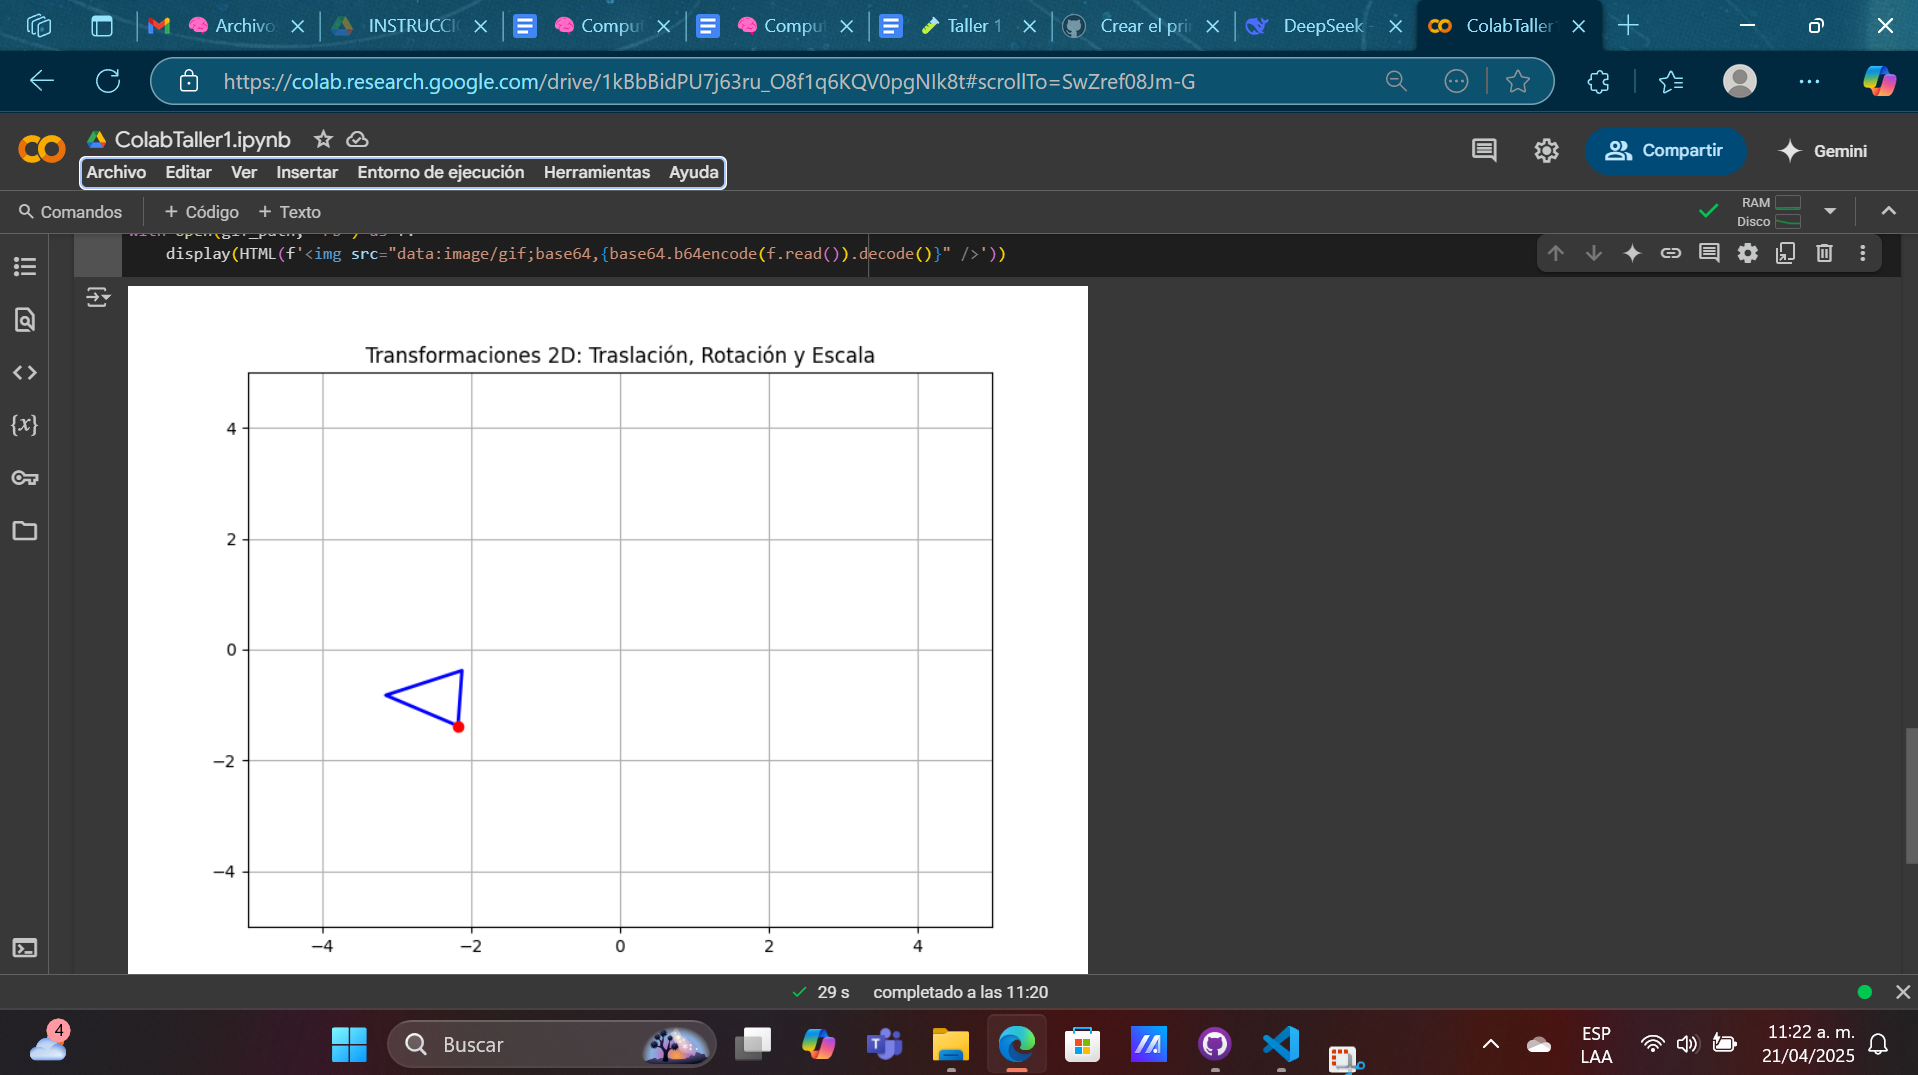 Archivo
INSTRUCCI
Comput
Comput
Taller 1
Crear el pri
DeepSeek -
ColabTaller
https://colab.research.google.com/drive/1kBbBidPU7j63ru_O8f1q6KQV0pgNIk8t#scrollTo=SwZref08Jm-G
ColabTaller1.ipynb
Archivo Editar Ver Insertar Entorno de ejecución Herramientas Ayuda
Compartir
Gemini
Comandos
+ Código + Texto
RAM
Disco
display(HTML(f'<img src="data:image/gif;base64,{base64.b64encode(f.read()).decode()}" />'))
Transformaciones 2D: Traslación, Rotación y Escala
4
2
0
−2
−4
−4 −2 0 2 4
29 s completado a las 11:20
4
Buscar
ESP
LAA
11:22 a. m.
21/04/2025